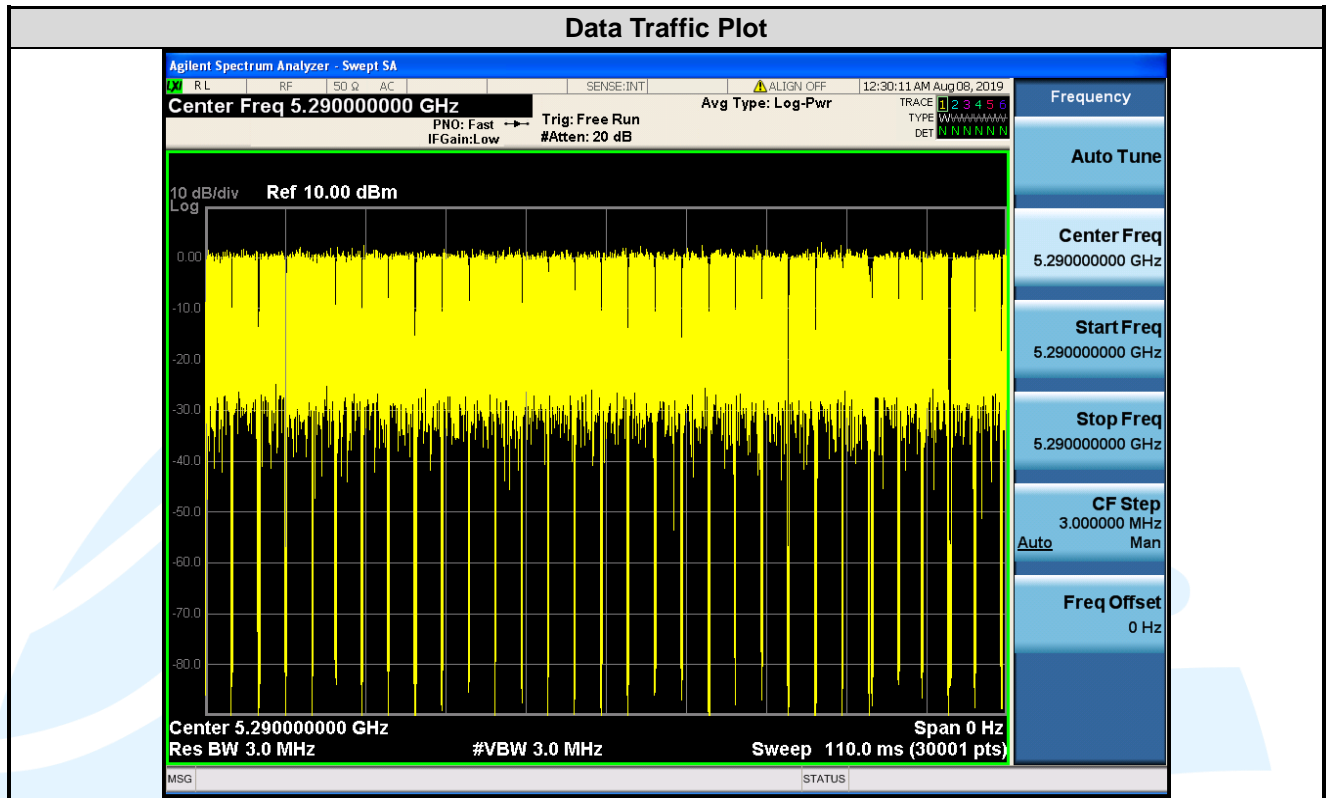 Data Traffic Plot
Agilent Spectrum Analyzer - Swept SA
LXI RL RF 50 Ω AC SENSE:INT ALIGN OFF 12:30:11 AM Aug 08, 2019
Center Freq 5.290000000 GHz Avg Type: Log-Pwr TRACE 1 2 3 4 5 6
PNO: Fast Trig: Free Run TYPE WWWWWW
IFGain:Low #Atten: 20 dB DET N N N N N N
10 dB/div Ref 10.00 dBm
Log
0.00
-10.0
-20.0
-30.0
-40.0
-50.0
-60.0
-70.0
-80.0
Center 5.290000000 GHz Span 0 Hz
Res BW 3.0 MHz #VBW 3.0 MHz Sweep 110.0 ms (30001 pts)
MSG STATUS
Frequency
Auto Tune
Center Freq
5.290000000 GHz
Start Freq
5.290000000 GHz
Stop Freq
5.290000000 GHz
CF Step
3.000000 MHz
Auto Man
Freq Offset
0 Hz